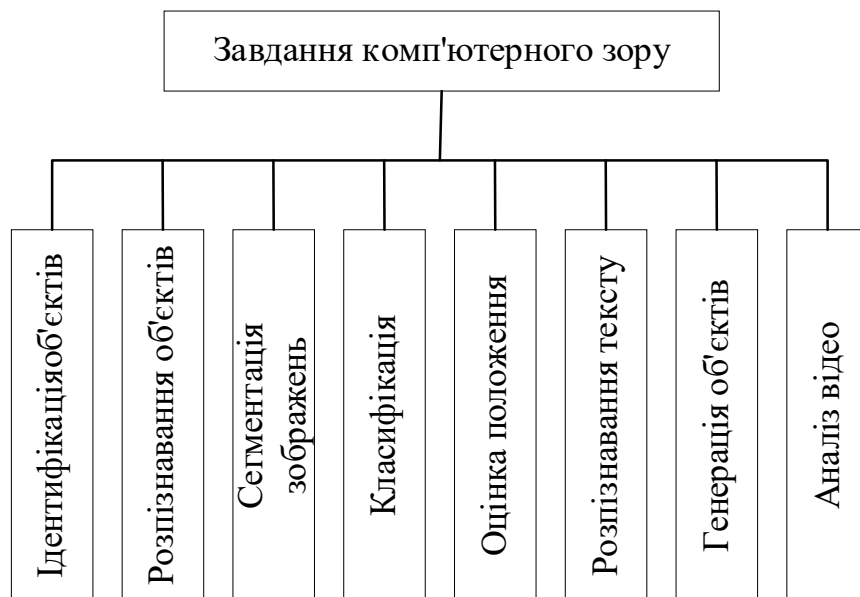 Завдання комп'ютерного зору
Ідентифікаціяоб'єктів
Розпізнавання об'єктів
Сегментація
зображень
Класифікація
Оцінка положення
Розпізнавання тексту
Генерація об'єктів
Аналіз відео